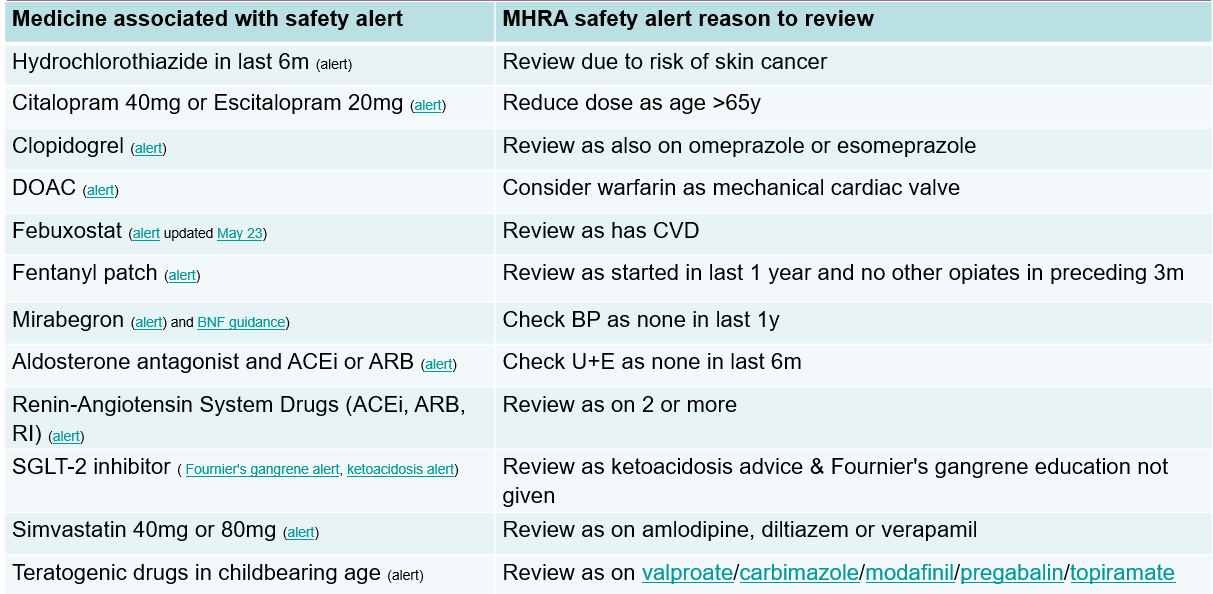 Medicine associated with safety alert MHRA safety alert reason to review
Hydrochlorothiazide in last 6m (alert) Review due to risk of skin cancer
Citalopram 40mg or Escitalopram 20mg (alert) Reduce dose as age >65y
Clopidogrel (alert) Review as also on omeprazole or esomeprazole
DOAC (alert) Consider warfarin as mechanical cardiac valve
Febuxostat (alert updated May 23) Review as has CVD
Fentanyl patch (alert) Review as started in last 1 year and no other opiates in preceding 3m
Mirabegron (alert) and BNF guidance) Check BP as none in last 1y
Aldosterone antagonist and ACEi or ARB (alert) Check U+E as none in last 6m
Renin-Angiotensin System Drugs (ACEi, ARB, Review as on 2 or more
RI) (alert)
SGLT-2 inhibitor ( Fournier's gangrene alert, ketoacidosis alert) Review as ketoacidosis advice & Fournier's gangrene education not
given
Simvastatin 40mg or 80mg (alert) Review as on amlodipine, diltiazem or verapamil
Teratogenic drugs in childbearing age (alert) Review as on valproate/carbimazole/modafinil/pregabalin/topiramate